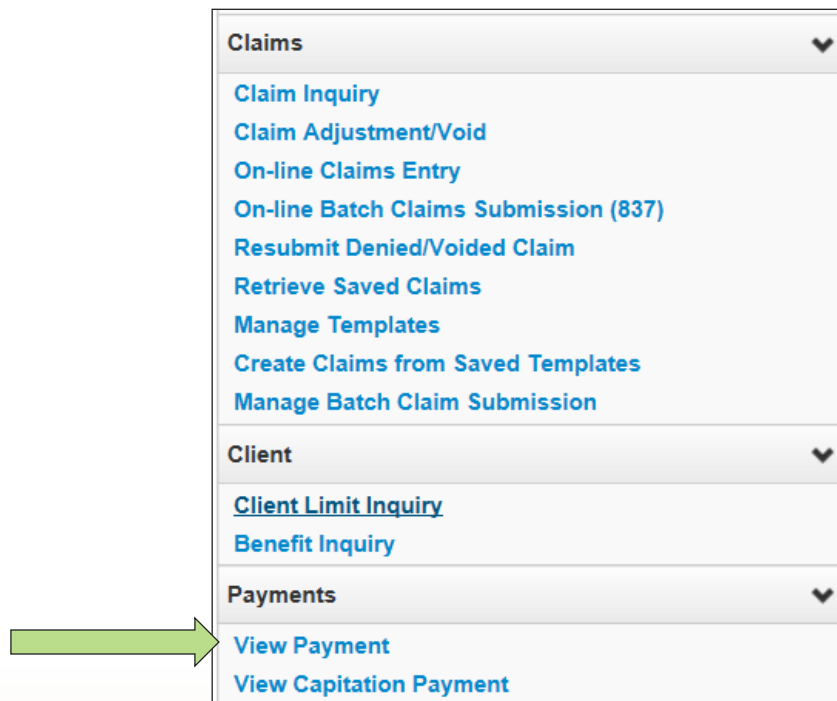 Claims
Claim Inquiry
Claim Adjustment/Void
On-line Claims Entry
On-line Batch Claims Submission (837)
Resubmit Denied/Voided Claim
Retrieve Saved Claims
Manage Templates
Create Claims from Saved Templates
Manage Batch Claim Submission
Client
Client Limit Inquiry
Benefit Inquiry
Payments
View Payment
View Capitation Payment